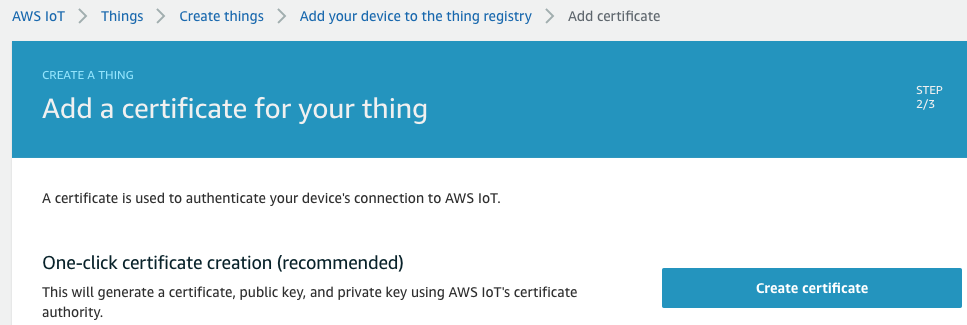 AWS IoT > Things > Create things > Add your device to the thing registry > Add certificate
CREATE A THING
Add a certificate for your thing
STEP
2/3
A certificate is used to authenticate your device's connection to AWS IoT.
One-click certificate creation (recommended)
This will generate a certificate, public key, and private key using AWS IoT's certificate
authority.
Create certificate